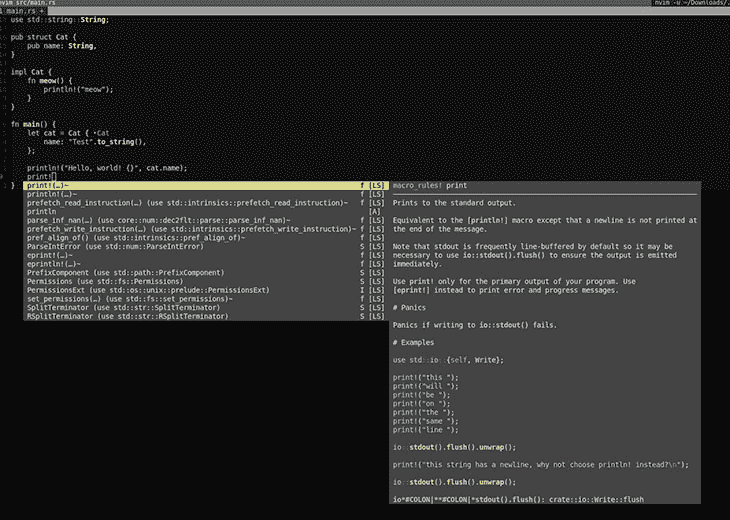 nvim src/main.rs
nvim -u ~/Downloads/.
main.rs +
use std::string::String;
pub struct Cat {
pub name: String,
}
impl Cat {
fn meow() {
println!("meow");
}
}
fn main() {
let cat = Cat { •Cat
name: "Test".to_string(),
};
println!("Hello, world! {}", cat.name);
print!
}
print!(…)~ f [LS]
println!(…)~ f [LS]
prefetch_read_instruction(…) (use std::intrinsics::prefetch_read_instruction)~ f [LS]
println [A]
parse_inf_nan(…) (use core::num::dec2flt::parse::parse_inf_nan)~ f [LS]
prefetch_write_instruction(…) (use std::intrinsics::prefetch_write_instruction)~ f [LS]
pref_align_of() (use std::intrinsics::pref_align_of)~ f [LS]
ParseIntError (use std::num::ParseIntError) S [LS]
eprint!(…)~ f [LS]
eprintln!(…)~ f [LS]
PrefixComponent (use std::path::PrefixComponent) S [LS]
Permissions (use std::fs::Permissions) S [LS]
PermissionsExt (use std::os::unix::prelude::PermissionsExt) I [LS]
set_permissions(…) (use std::fs::set_permissions)~ f [LS]
SplitTerminator (use std::str::SplitTerminator) S [LS]
RSplitTerminator (use std::str::RSplitTerminator) S [LS]
macro_rules! print
Prints to the standard output.
Equivalent to the [println!] macro except that a newline is not printed at
the end of the message.
Note that stdout is frequently line-buffered by default so it may be
necessary to use io::stdout().flush() to ensure the output is emitted
immediately.
Use print! only for the primary output of your program. Use
[eprint!] instead to print error and progress messages.
# Panics
Panics if writing to io::stdout() fails.
# Examples
use std::io::{self, Write};
print!("this ");
print!("will ");
print!("be ");
print!("on ");
print!("the ");
print!("same ");
print!("line ");
io::stdout().flush().unwrap();
print!("this string has a newline, why not choose println! instead?\n");
io::stdout().flush().unwrap();
io*#COLON|**#COLON|*stdout().flush(): crate::io::Write::flush